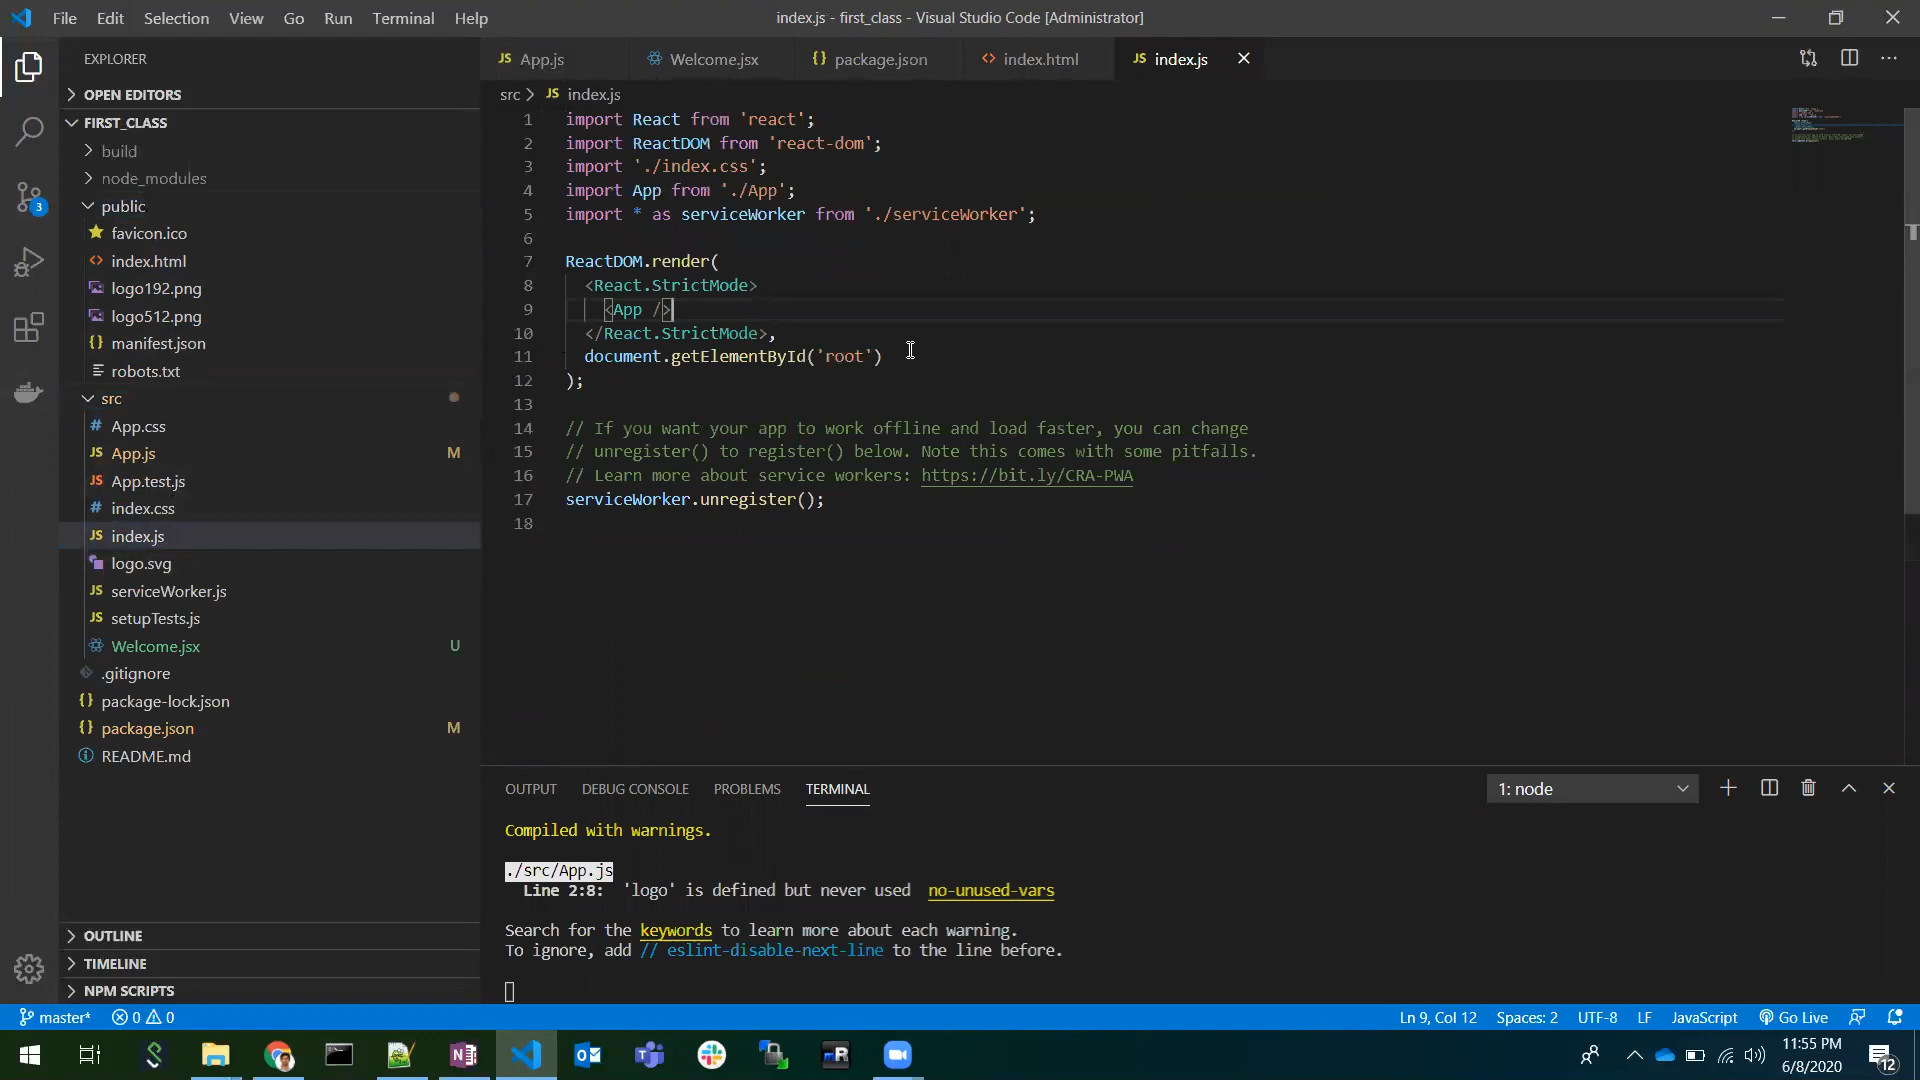 File Edit Selection View Go Run Terminal Help
index.js - first_class - Visual Studio Code [Administrator]
EXPLORER
OPEN EDITORS
FIRST_CLASS
build
node_modules
public
favicon.ico
index.html
logo192.png
logo512.png
manifest.json
robots.txt
src
App.css
App.js M
App.test.js
index.css
index.js
logo.svg
serviceWorker.js
setupTests.js
Welcome.jsx U
.gitignore
package-lock.json
package.json M
README.md
OUTLINE
TIMELINE
NPM SCRIPTS
3
JS App.js Welcome.jsx {} package.json <> index.html JS index.js
src > JS index.js
1 import React from 'react';
2 import ReactDOM from 'react-dom';
3 import './index.css';
4 import App from './App';
5 import * as serviceWorker from './serviceWorker';
6
7 ReactDOM.render(
8 <React.StrictMode>
9 <App />
10 </React.StrictMode>,
11 document.getElementById('root')
12 );
13
14 // If you want your app to work offline and load faster, you can change
15 // unregister() to register() below. Note this comes with some pitfalls.
16 // Learn more about service workers: https://bit.ly/CRA-PWA
17 serviceWorker.unregister();
18
OUTPUT DEBUG CONSOLE PROBLEMS TERMINAL 1: node
Compiled with warnings.
./src/App.js
Line 2:8: 'logo' is defined but never used no-unused-vars
Search for the keywords to learn more about each warning.
To ignore, add // eslint-disable-next-line to the line before.
master* 0 0 Ln 9, Col 12 Spaces: 2 UTF-8 LF JavaScript Go Live
11:55 PM
6/8/2020
12